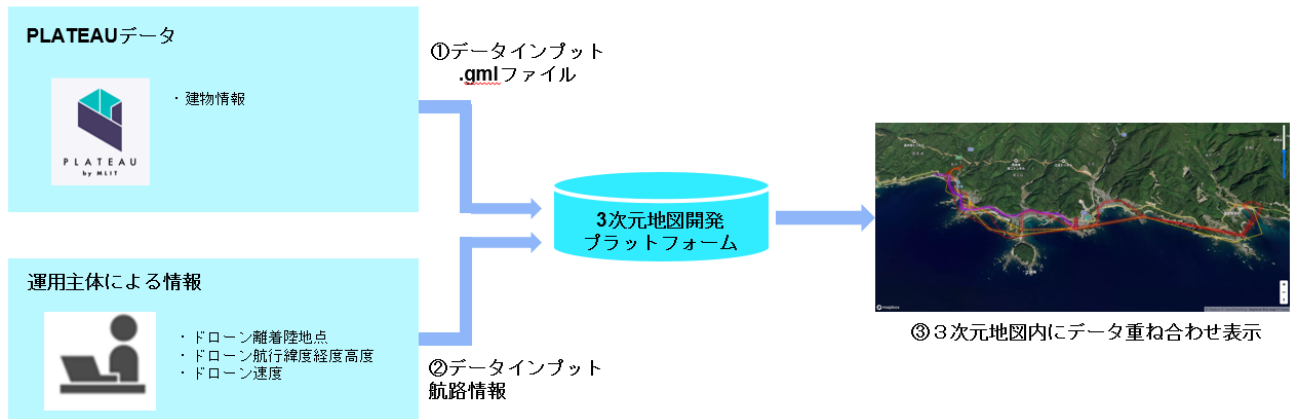 PLATEAUデータ
・建物情報
PLATEAU
by MLIT
①データインプット
.gmlファイル
運用主体による情報
・ドローン離着陸地点
・ドローン航行緯度経度高度
・ドローン速度
②データインプット
航路情報
3次元地図開発
プラットフォーム
mapbox
③３次元地図内にデータ重ね合わせ表示